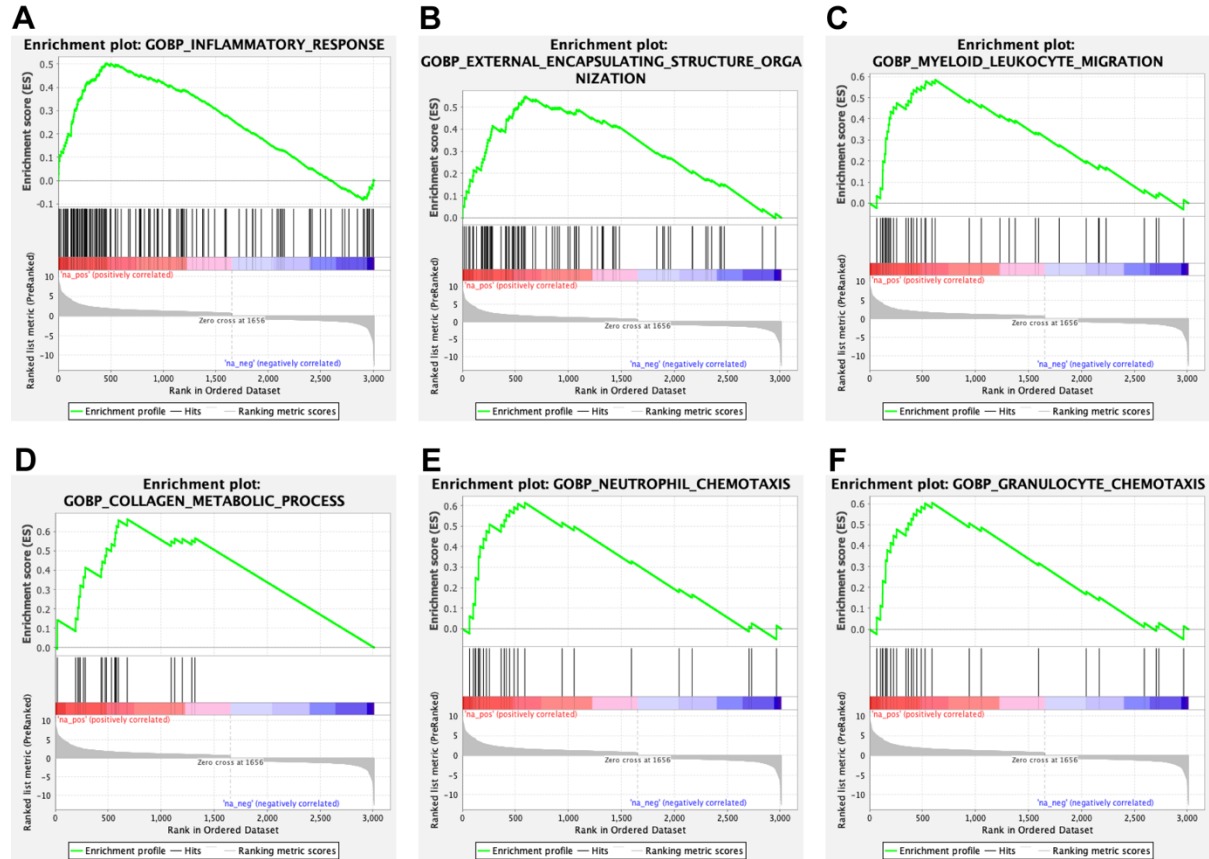 A
Enrichment plot: GOBP_INFLAMMATORY_RESPONSE
Enrichment score (ES)
0.5
0.4
0.3
0.2
0.1
0.0
-0.1
'na_pos' (positively correlated)
Ranked list metric (PreRanked)
10
5
0
-5
-10
Zero cross at 1656
'na_neg' (negatively correlated)
0 500 1,000 1,500 2,000 2,500 3,000
Rank in Ordered Dataset
Enrichment profile Hits Ranking metric scores
B
Enrichment plot:
GOBP_EXTERNAL_ENCAPSULATING_STRUCTURE_ORGA
NIZATION
Enrichment score (ES)
0.5
0.4
0.3
0.2
0.1
0.0
'na_pos' (positively correlated)
Ranked list metric (PreRanked)
10
5
0
-5
-10
Zero cross at 1656
'na_neg' (negatively correlated)
0 500 1,000 1,500 2,000 2,500 3,000
Rank in Ordered Dataset
Enrichment profile Hits Ranking metric scores
C
Enrichment plot:
GOBP_MYELOID_LEUKOCYTE_MIGRATION
Enrichment score (ES)
0.6
0.5
0.4
0.3
0.2
0.1
0.0
'na_pos' (positively correlated)
Ranked list metric (PreRanked)
10
5
0
-5
-10
Zero cross at 1656
'na_neg' (negatively correlated)
0 500 1,000 1,500 2,000 2,500 3,000
Rank in Ordered Dataset
Enrichment profile Hits Ranking metric scores
D
Enrichment plot:
GOBP_COLLAGEN_METABOLIC_PROCESS
Enrichment score (ES)
0.6
0.5
0.4
0.3
0.2
0.1
0.0
'na_pos' (positively correlated)
Ranked list metric (PreRanked)
10
5
0
-5
-10
Zero cross at 1656
'na_neg' (negatively correlated)
0 500 1,000 1,500 2,000 2,500 3,000
Rank in Ordered Dataset
Enrichment profile Hits Ranking metric scores
E
Enrichment plot: GOBP_NEUTROPHIL_CHEMOTAXIS
Enrichment score (ES)
0.6
0.5
0.4
0.3
0.2
0.1
0.0
'na_pos' (positively correlated)
Ranked list metric (PreRanked)
10
5
0
-5
-10
Zero cross at 1656
'na_neg' (negatively correlated)
0 500 1,000 1,500 2,000 2,500 3,000
Rank in Ordered Dataset
Enrichment profile Hits Ranking metric scores
F
Enrichment plot: GOBP_GRANULOCYTE_CHEMOTAXIS
Enrichment score (ES)
0.6
0.5
0.4
0.3
0.2
0.1
0.0
'na_pos' (positively correlated)
Ranked list metric (PreRanked)
10
5
0
-5
-10
Zero cross at 1656
'na_neg' (negatively correlated)
0 500 1,000 1,500 2,000 2,500 3,000
Rank in Ordered Dataset
Enrichment profile Hits Ranking metric scores